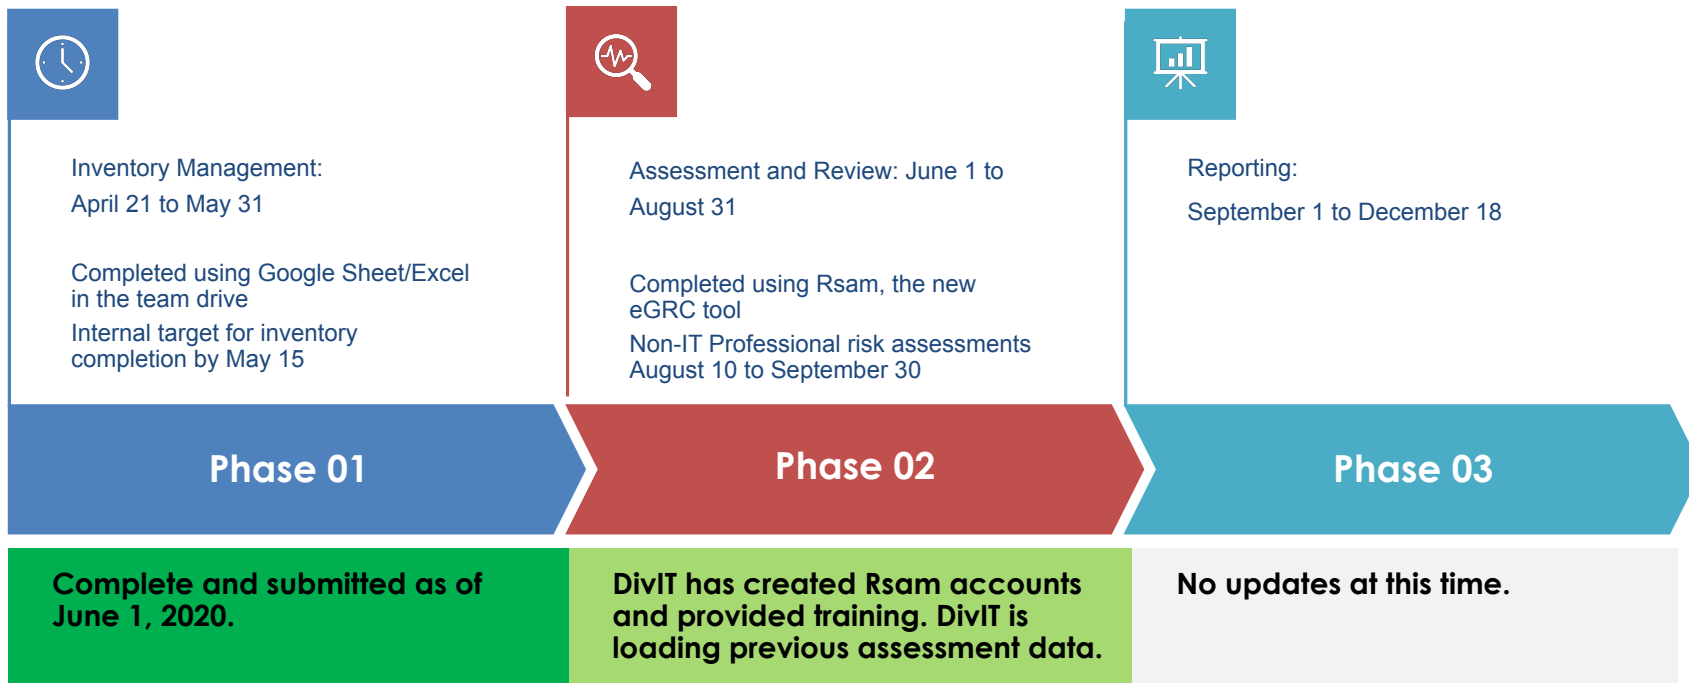 Inventory Management:
April 21 to May 31
Completed using Google Sheet/Excel
in the team drive
Internal target for inventory
completion by May 15
Assessment and Review: June 1 to
August 31
Completed using Rsam, the new
eGRC tool
Non-IT Professional risk assessments
August 10 to September 30
Reporting:
September 1 to December 18
Phase 01
Phase 02
Phase 03
Complete and submitted as of
June 1, 2020.
DivIT has created Rsam accounts
and provided training. DivIT is
loading previous assessment data.
No updates at this time.